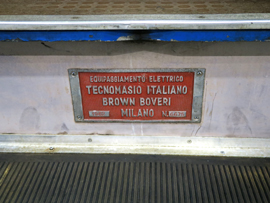 EQUIPAGGIAMENTO ELETTRICO
TECNOMASIO ITALIANO
BROWN BOVERI
MILANO N.